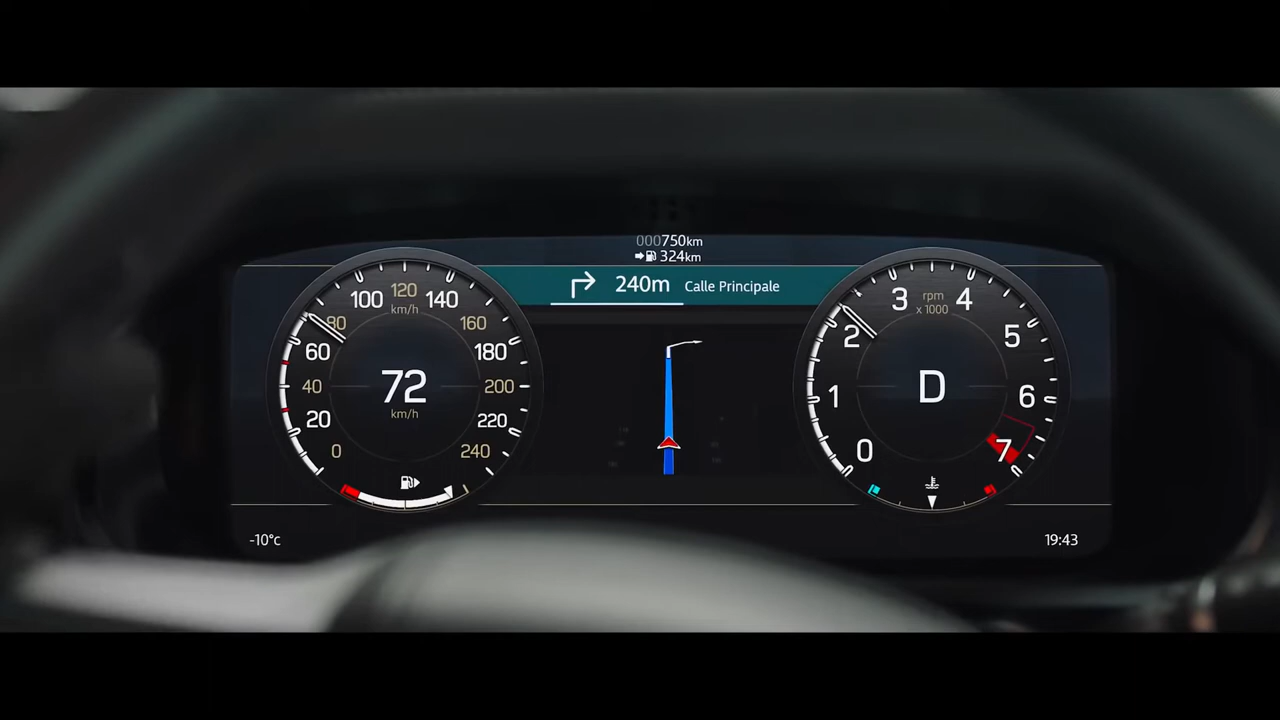 000750km
324km
240m Calle Principale
100 120 140
km/h
80 160
60 180
40 200
20 220
0 240
72
km/h
3 rpm 4
x 1000
2 5
1 6
0 7
D
-10°c
19:43